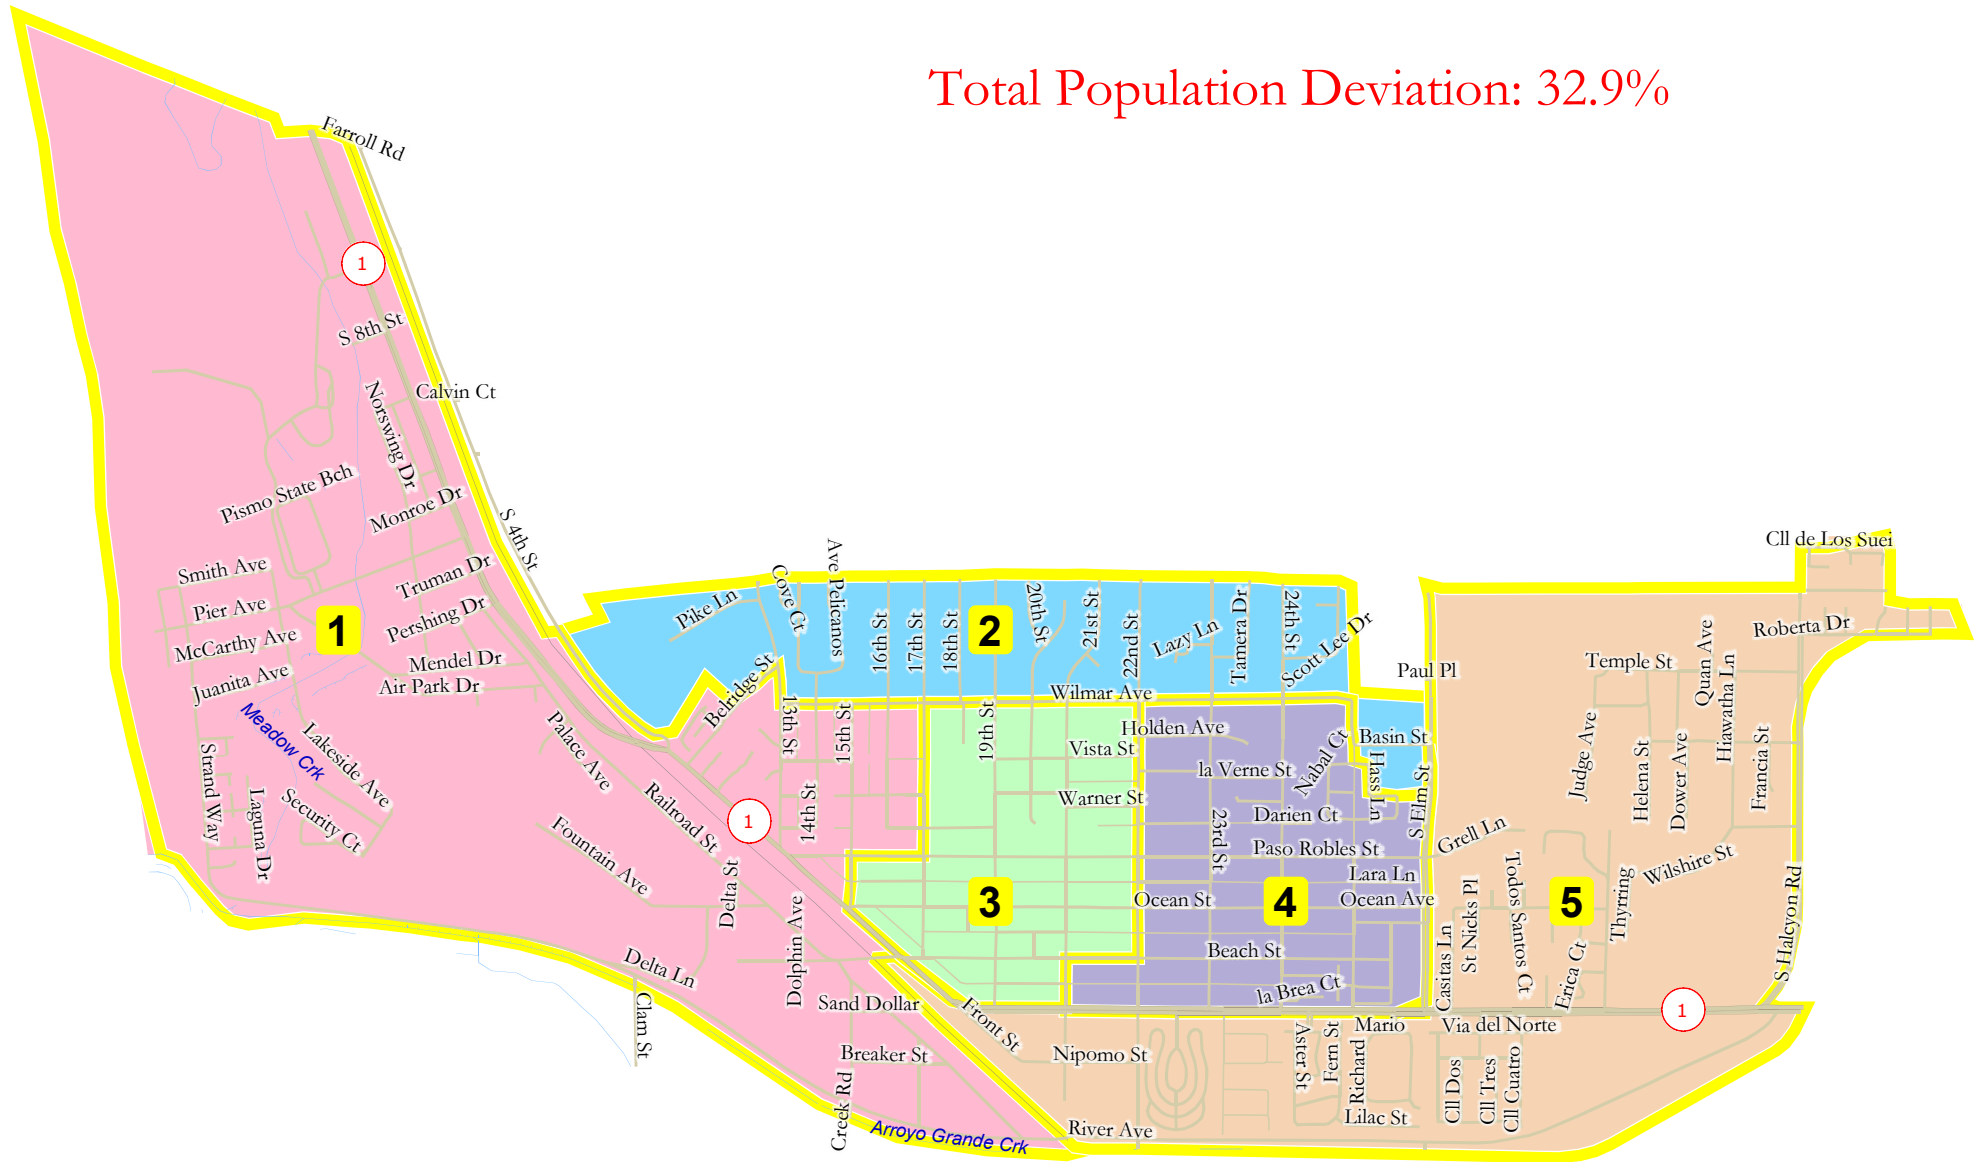 Total Population Deviation: 32.9%
Farroll Rd
1
S 8th St
Calvin Ct
Norswing Dr
Pismo State Bch
Monroe Dr
S 4th St
Smith Ave
Truman Dr
Pier Ave
Pershing Dr
1
McCarthy Ave
Mendel Dr
Juanita Ave
Air Park Dr
Meadow Crk
Lakeside Ave
Strand Way
Laguna Dr
Security Ct
Palace Ave
Railroad St
Fountain Ave
Delta St
1
Dolphin Ave
Delta Ln
Clam St
Sand Dollar
Breaker St
Creek Rd
Arroyo Grande Crk
Belridge St
13th St
14th St
15th St
Pike Ln
Cove Ct
Ave Pelicanos
16th St
17th St
18th St
2
20th St
21st St
22nd St
Lazy Ln
Tamera Dr
24th St
Scott Lee Dr
Wilmar Ave
19th St
Vista St
Warner St
3
Holden Ave
la Verne St
Nabal Ct
Basin St
Hass Ln
S Elm St
Darien Ct
23rd St
Paso Robles St
Lara Ln
Ocean St
4
Ocean Ave
Beach St
la Brea Ct
Paul Pl
Cll de Los Suei
Roberta Dr
Temple St
Quan Ave
Hiawatha Ln
Judge Ave
Helena St
Dower Ave
Francia St
Grell Ln
Wilshire St
Todos Santos Ct
St Nicks Pl
Casitas Ln
5
Thyrring
Erica Ct
S Halcyon Rd
1
Front St
Nipomo St
River Ave
Aster St
Fern St
Richard
Mario
Lilac St
Via del Norte
Cll Dos
Cll Tres
Cll Cuatro